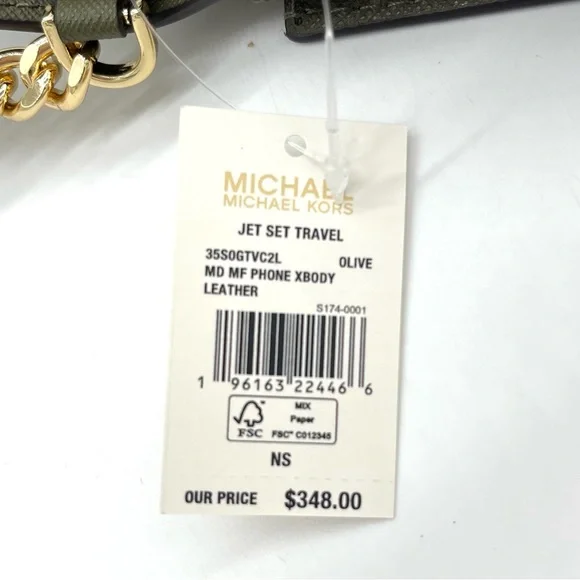 MICHAEL
MICHAEL KORS
JET SET TRAVEL
35S0GTVC2L OLIVE
MD MF PHONE XBODY
LEATHER
S174-0001
1 96163 22446 6
FSC
MIX
Paper
FSC™ C012345
NS
OUR PRICE $348.00